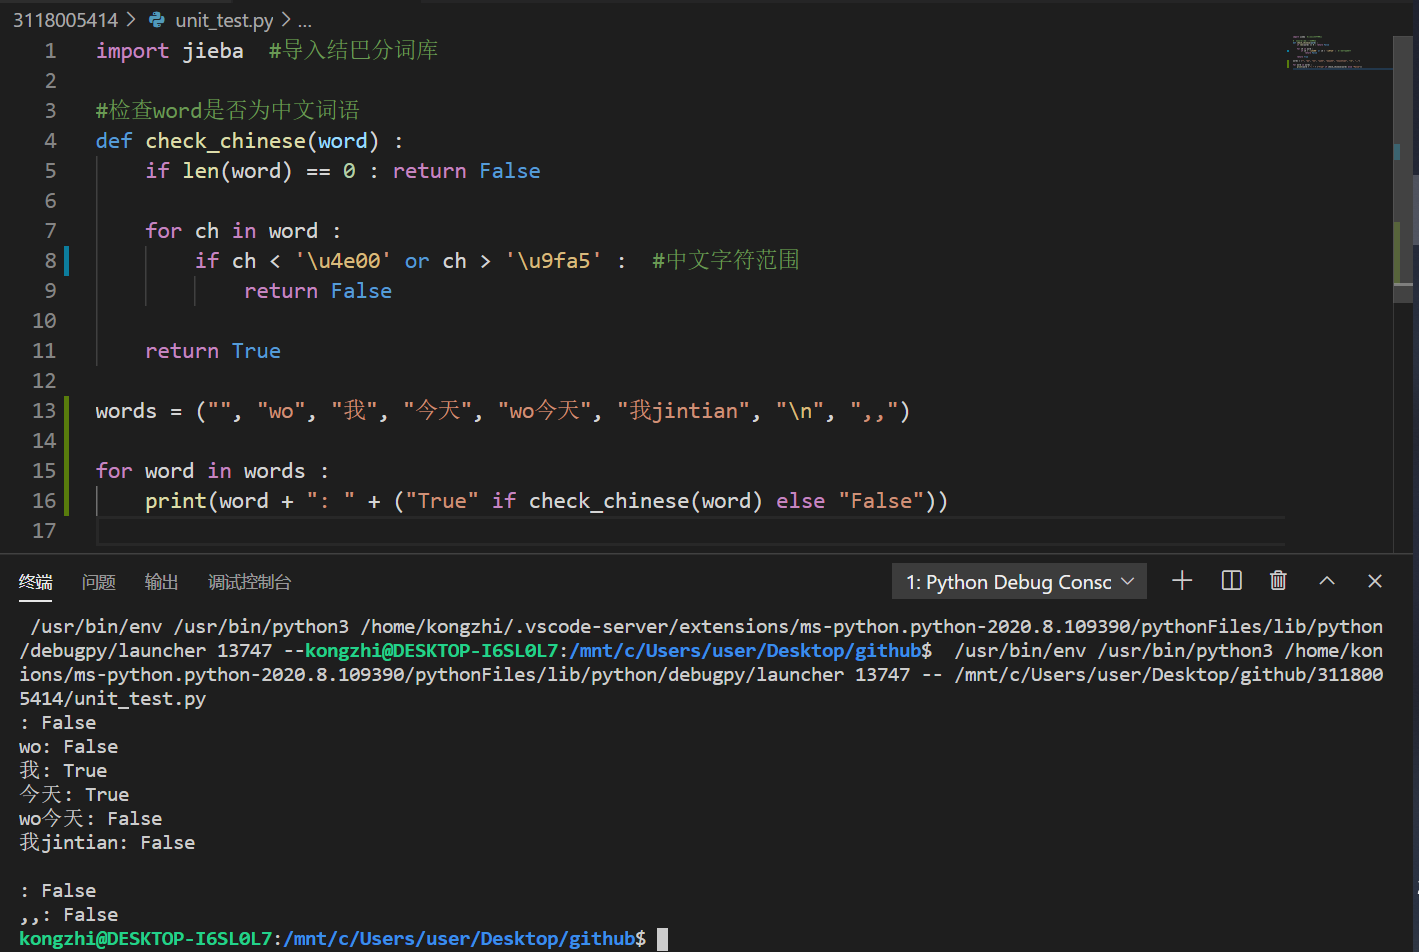 3118005414 > unit_test.py > ...
1 import jieba  #导入结巴分词库
2
3 #检查word是否为中文词语
4 def check_chinese(word) :
5     if len(word) == 0 : return False
6
7     for ch in word :
8         if ch < '\u4e00' or ch > '\u9fa5' :  #中文字符范围
9             return False
10
11     return True
12
13 words = ("", "wo", "我", "今天", "wo今天", "我jintian", "\n", ",,")
14
15 for word in words :
16     print(word + ": " + ("True" if check_chinese(word) else "False"))
17
终端 问题 输出 调试控制台 1: Python Debug Consc
/usr/bin/env /usr/bin/python3 /home/kongzhi/.vscode-server/extensions/ms-python.python-2020.8.109390/pythonFiles/lib/python
/debugpy/launcher 13747 --kongzhi@DESKTOP-I6SL0L7:/mnt/c/Users/user/Desktop/github$  /usr/bin/env /usr/bin/python3 /home/kon
ions/ms-python.python-2020.8.109390/pythonFiles/lib/python/debugpy/launcher 13747 -- /mnt/c/Users/user/Desktop/github/311800
5414/unit_test.py
: False
wo: False
我: True
今天: True
wo今天: False
我jintian: False

: False
,,: False
kongzhi@DESKTOP-I6SL0L7:/mnt/c/Users/user/Desktop/github$